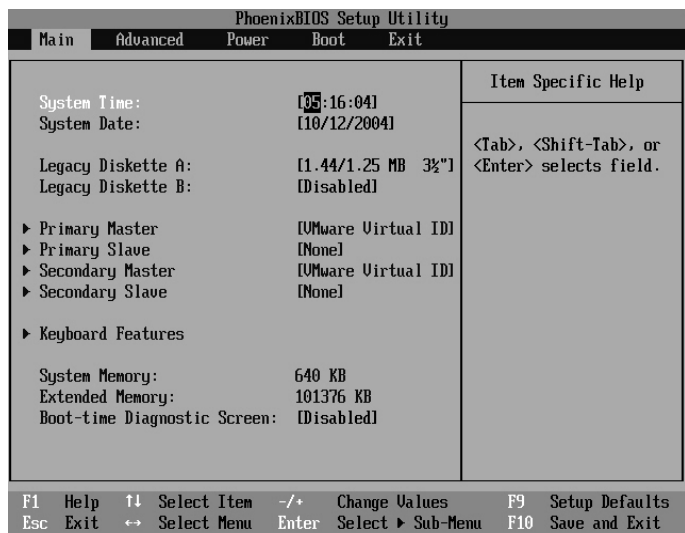 PhoenixBIOS Setup Utility
Main Advanced Power Boot Exit
Item Specific Help
System Time: [05:16:04]
System Date: [10/12/2004]
<Tab>, <Shift-Tab>, or
<Enter> selects field.
Legacy Diskette A: [1.44/1.25 MB 3½"]
Legacy Diskette B: [Disabled]
▶ Primary Master [VMware Virtual ID]
▶ Primary Slave [None]
▶ Secondary Master [VMware Virtual ID]
▶ Secondary Slave [None]
▶ Keyboard Features
System Memory: 640 KB
Extended Memory: 101376 KB
Boot-time Diagnostic Screen: [Disabled]
F1 Help ↑↓ Select Item -/+ Change Values F9 Setup Defaults
Esc Exit ↔ Select Menu Enter Select ▶ Sub-Menu F10 Save and Exit